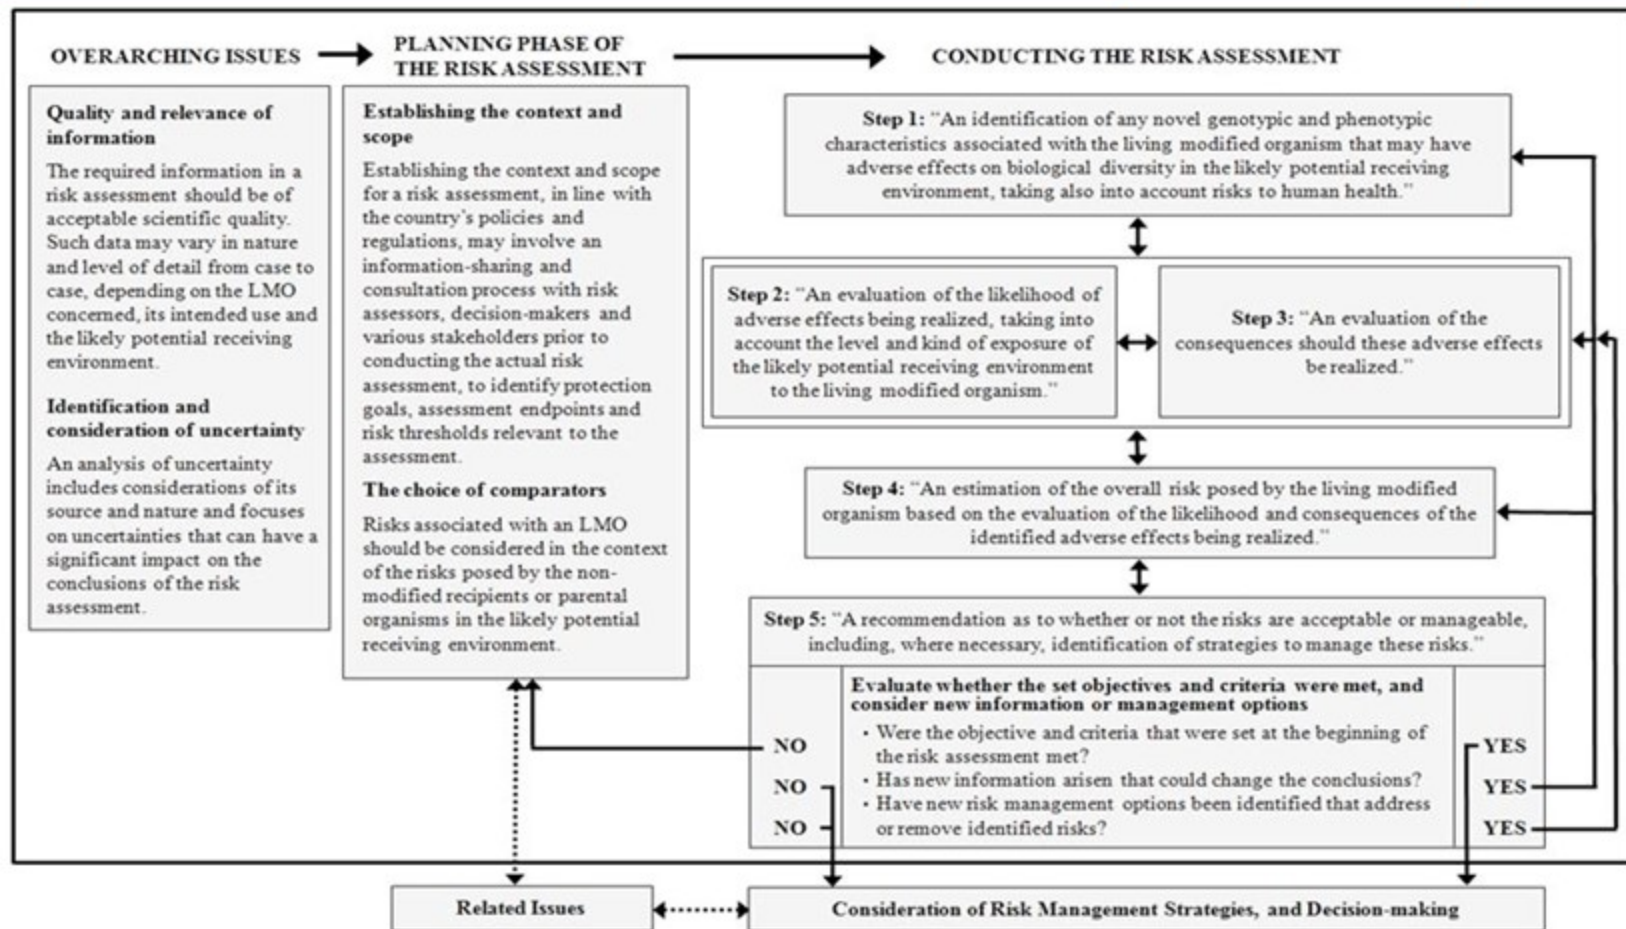 OVERARCHING ISSUES
PLANNING PHASE OF
THE RISK ASSESSMENT
CONDUCTING THE RISK ASSESSMENT
Quality and relevance of
information
The required information in a
risk assessment should be of
acceptable scientific quality.
Such data may vary in nature
and level of detail from case to
case, depending on the LMO
concerned, its intended use and
the likely potential receiving
environment.
Identification and
consideration of uncertainty
An analysis of uncertainty
includes considerations of its
source and nature and focuses
on uncertainties that can have a
significant impact on the
conclusions of the risk
assessment.
Establishing the context and
scope
Establishing the context and scope
for a risk assessment, in line with
the country's policies and
regulations, may involve an
information-sharing and
consultation process with risk
assessors, decision-makers and
various stakeholders prior to
conducting the actual risk
assessment, to identify protection
goals, assessment endpoints and
risk thresholds relevant to the
assessment.
The choice of comparators
Risks associated with an LMO
should be considered in the context
of the risks posed by the non-
modified recipients or parental
organisms in the likely potential
receiving environment.
Step 1: "An identification of any novel genotypic and phenotypic
characteristics associated with the living modified organism that may have
adverse effects on biological diversity in the likely potential receiving
environment, taking also into account risks to human health."
Step 2: "An evaluation of the likelihood of
adverse effects being realized, taking into
account the level and kind of exposure of
the likely potential receiving environment
to the living modified organism."
Step 3: "An evaluation of the
consequences should these adverse effects
be realized."
Step 4: "An estimation of the overall risk posed by the living modified
organism based on the evaluation of the likelihood and consequences of the
identified adverse effects being realized."
Step 5: "A recommendation as to whether or not the risks are acceptable or manageable,
including, where necessary, identification of strategies to manage these risks."
Evaluate whether the set objectives and criteria were met, and
consider new information or management options
NO
• Were the objective and criteria that were set at the beginning of
the risk assessment met?
YES
NO
• Has new information arisen that could change the conclusions?
YES
NO
• Have new risk management options been identified that address
or remove identified risks?
YES
Related Issues
Consideration of Risk Management Strategies, and Decision-making